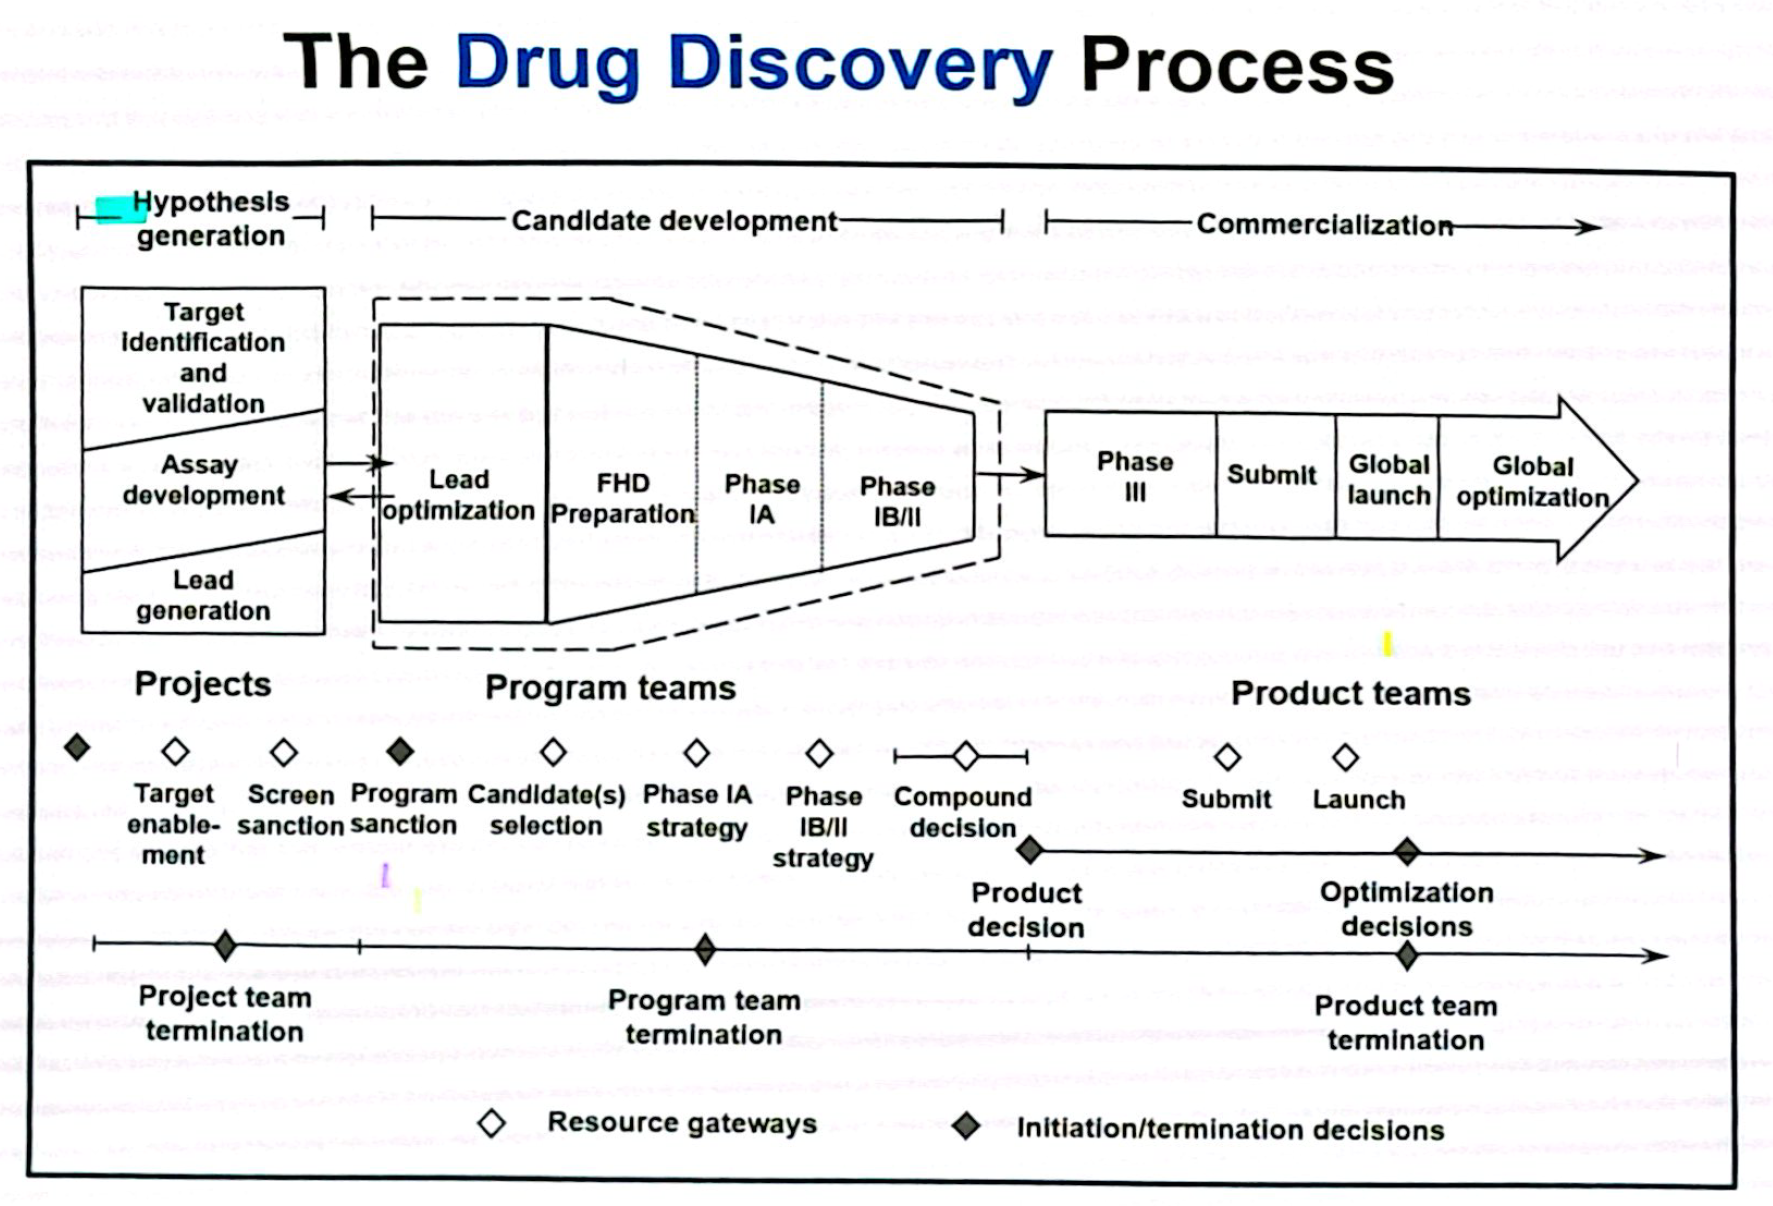 The Drug Discovery Process
Hypothesis
generation
Candidate development
Commercialization
Target
identification
and
validation
Assay
development
Lead
generation
Lead
optimization
FHD
Preparation
Phase
IA
Phase
IB/II
Phase
III
Submit
Global
launch
Global
optimization
Projects
Program teams
Product teams
Target
enable-
ment
Screen
sanction
Program
sanction
Candidate(s)
selection
Phase IA
strategy
Phase
IB/II
strategy
Compound
decision
Submit
Launch
Product
decision
Optimization
decisions
Project team
termination
Program team
termination
Product team
termination
Resource gateways
Initiation/termination decisions